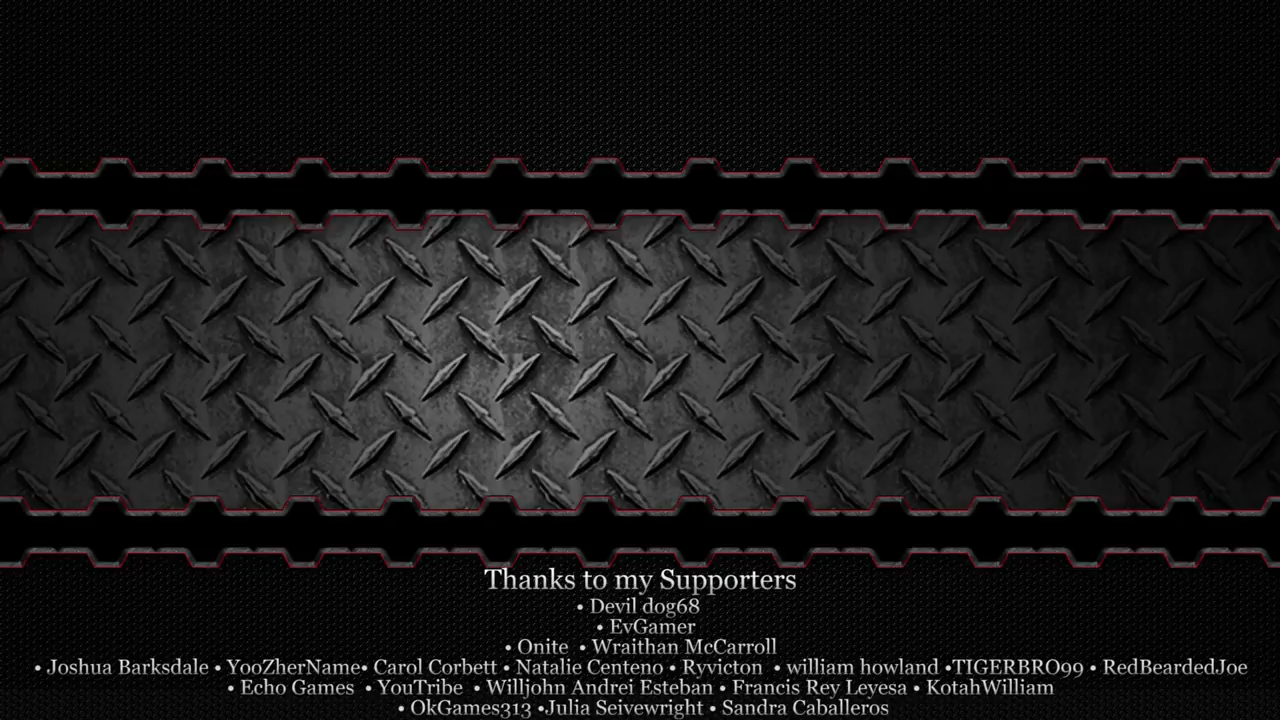 Thanks to my Supporters
• Devil dog68
• EvGamer
• Onite • Wraithan McCarroll
• Joshua Barksdale • YooZherName• Carol Corbett • Natalie Centeno • Ryvicton • william howland •TIGERBRO99 • RedBeardedJoe
• Echo Games • YouTribe • Willjohn Andrei Esteban • Francis Rey Leyesa • KotahWilliam
• OkGames313 •Julia Seivewright • Sandra Caballeros